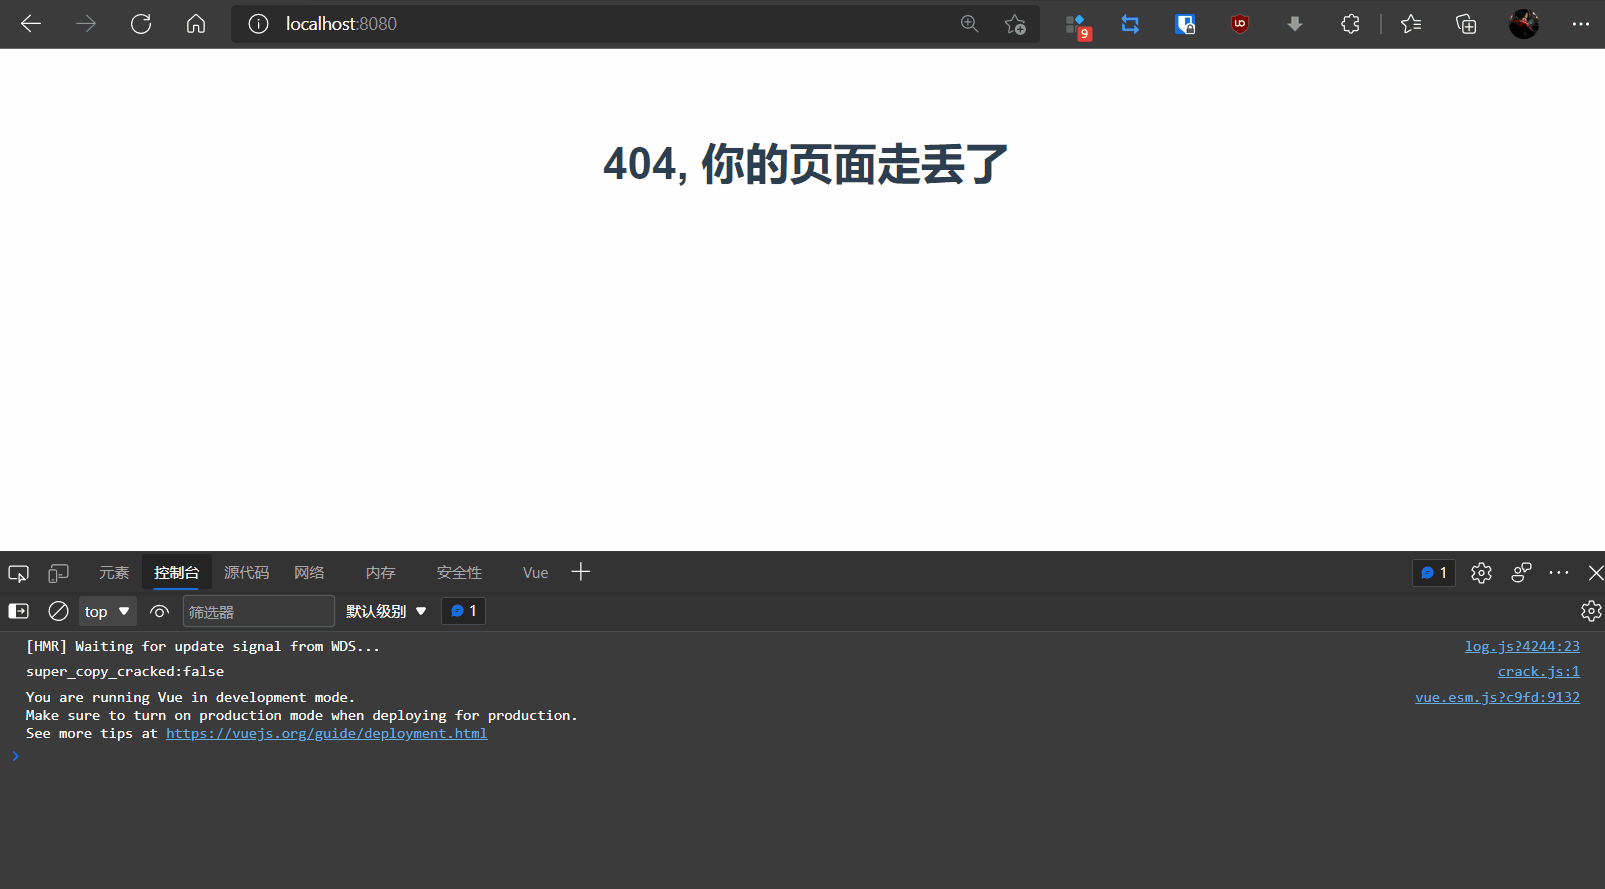 localhost:8080
9
404, 你的页面走丢了
元素 控制台 源代码 网络 内存 安全性 Vue 1
top 筛选器 默认级别 1
[HMR] Waiting for update signal from WDS... log.js?4244:23
super_copy_cracked:false crack.js:1
You are running Vue in development mode. vue.esm.js?c9fd:9132
Make sure to turn on production mode when deploying for production.
See more tips at https://vuejs.org/guide/deployment.html